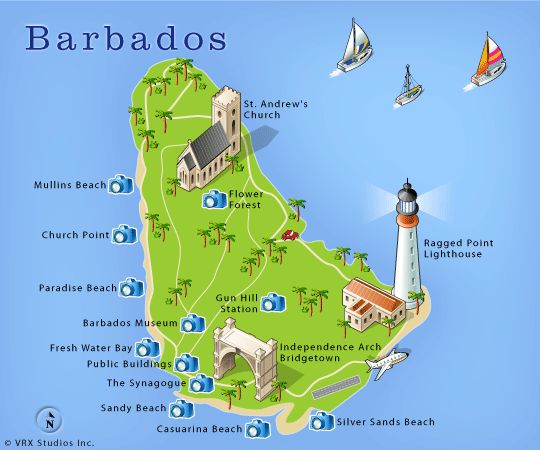 Barbados
St. Andrew's
Church
Mullins Beach
Flower
Forest
Church Point
Ragged Point
Lighthouse
Paradise Beach
Gun Hill
Station
Barbados Museum
Fresh Water Bay
Independence Arch
Bridgetown
Public Buildings
The Synagogue
Sandy Beach
Silver Sands Beach
Casuarina Beach
N
© VRX Studios Inc.